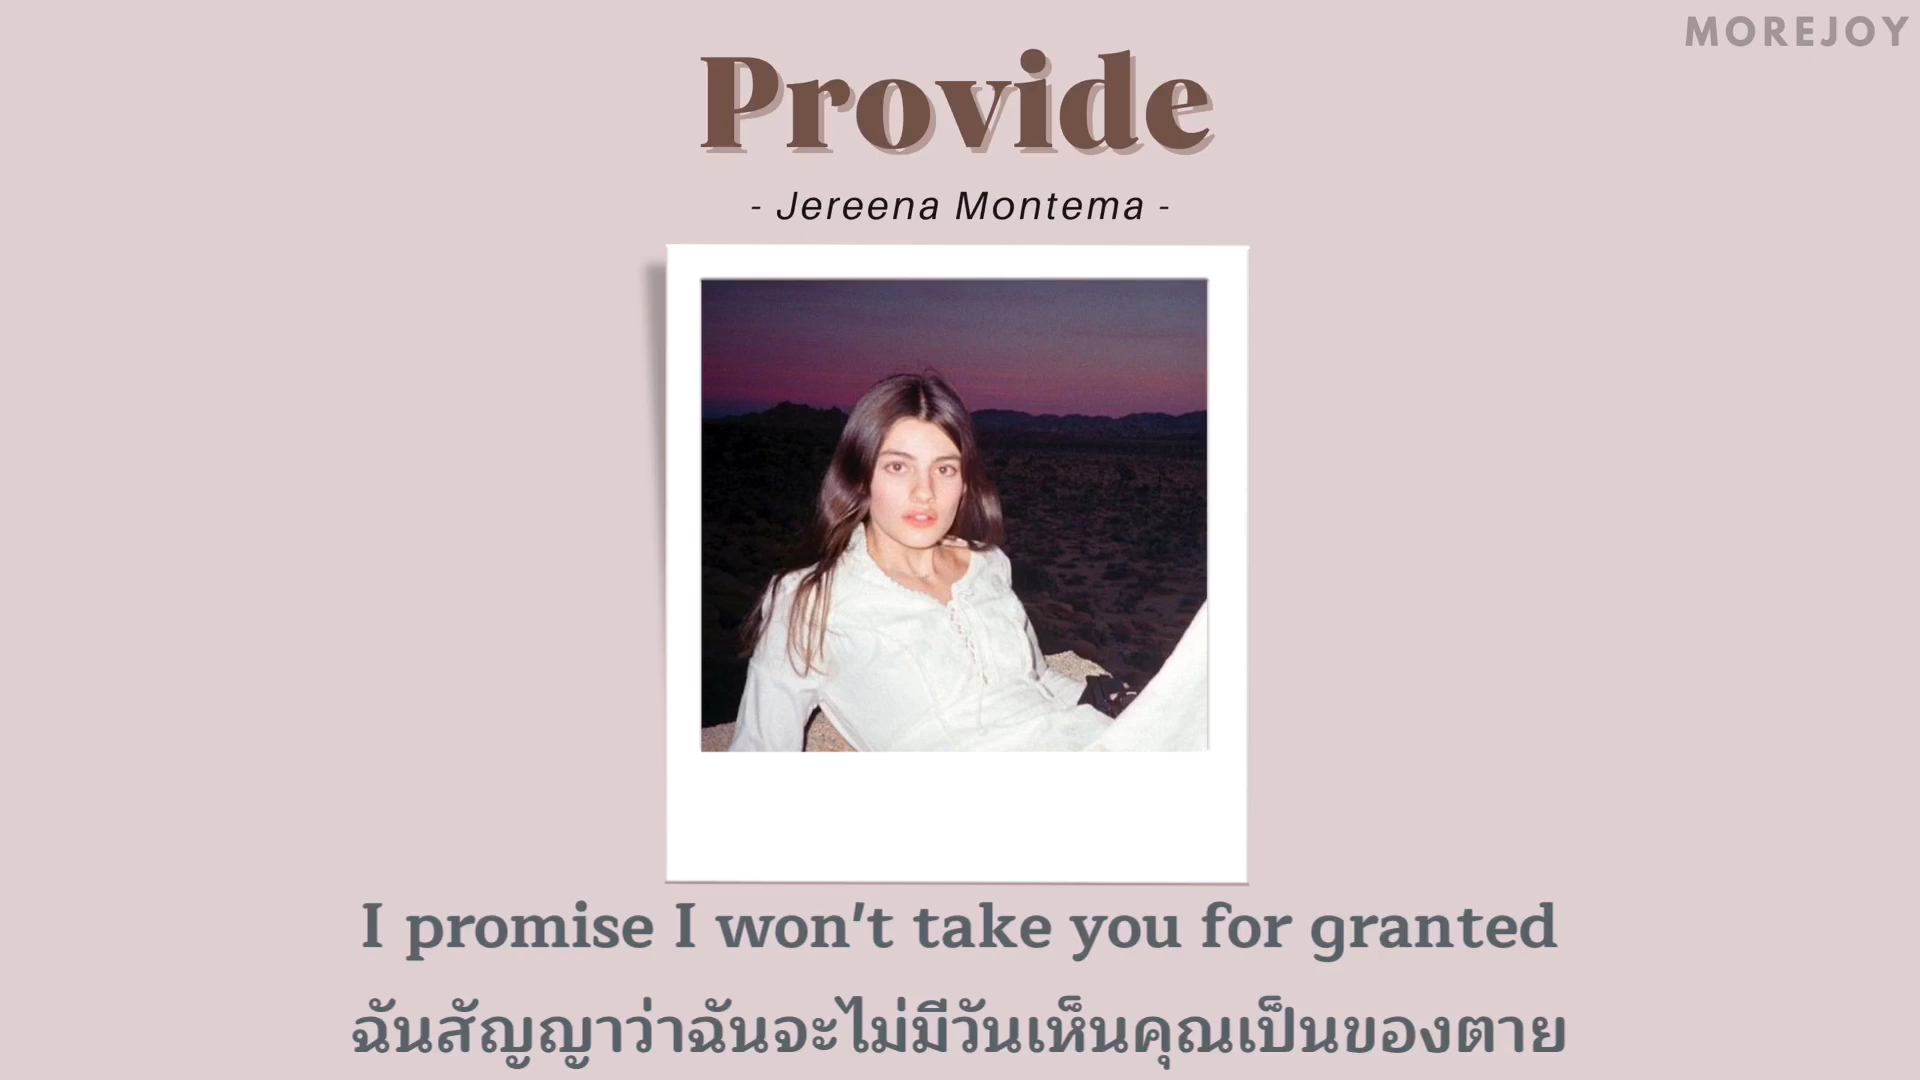 MOREJOY
Provide
- Jereena Montema -
I promise I won't take you for granted
ฉันสัญญาว่าฉันจะไม่มีวันเห็นคุณเป็นของตาย